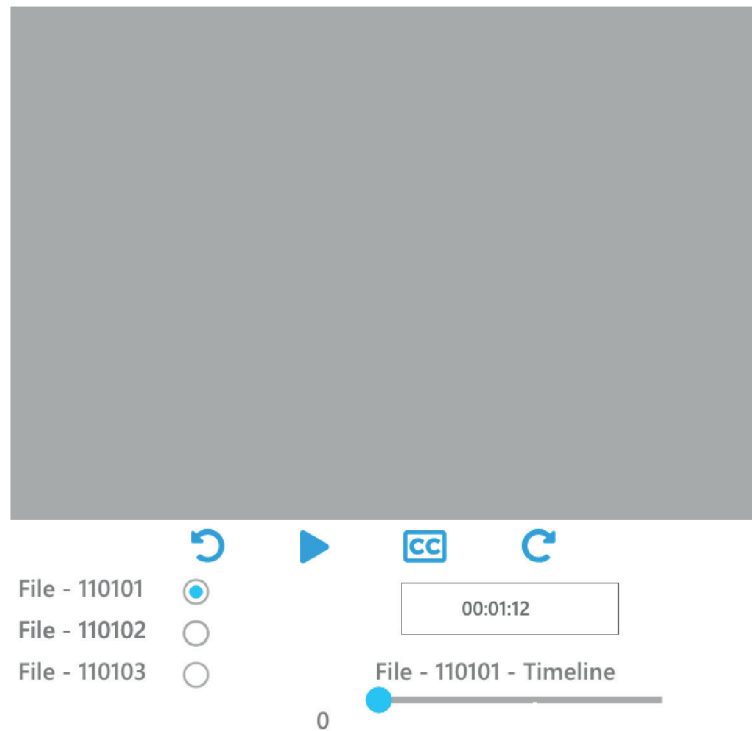 CC
File - 110101
00:01:12
File - 110102
File - 110103
File - 110101 - Timeline
0